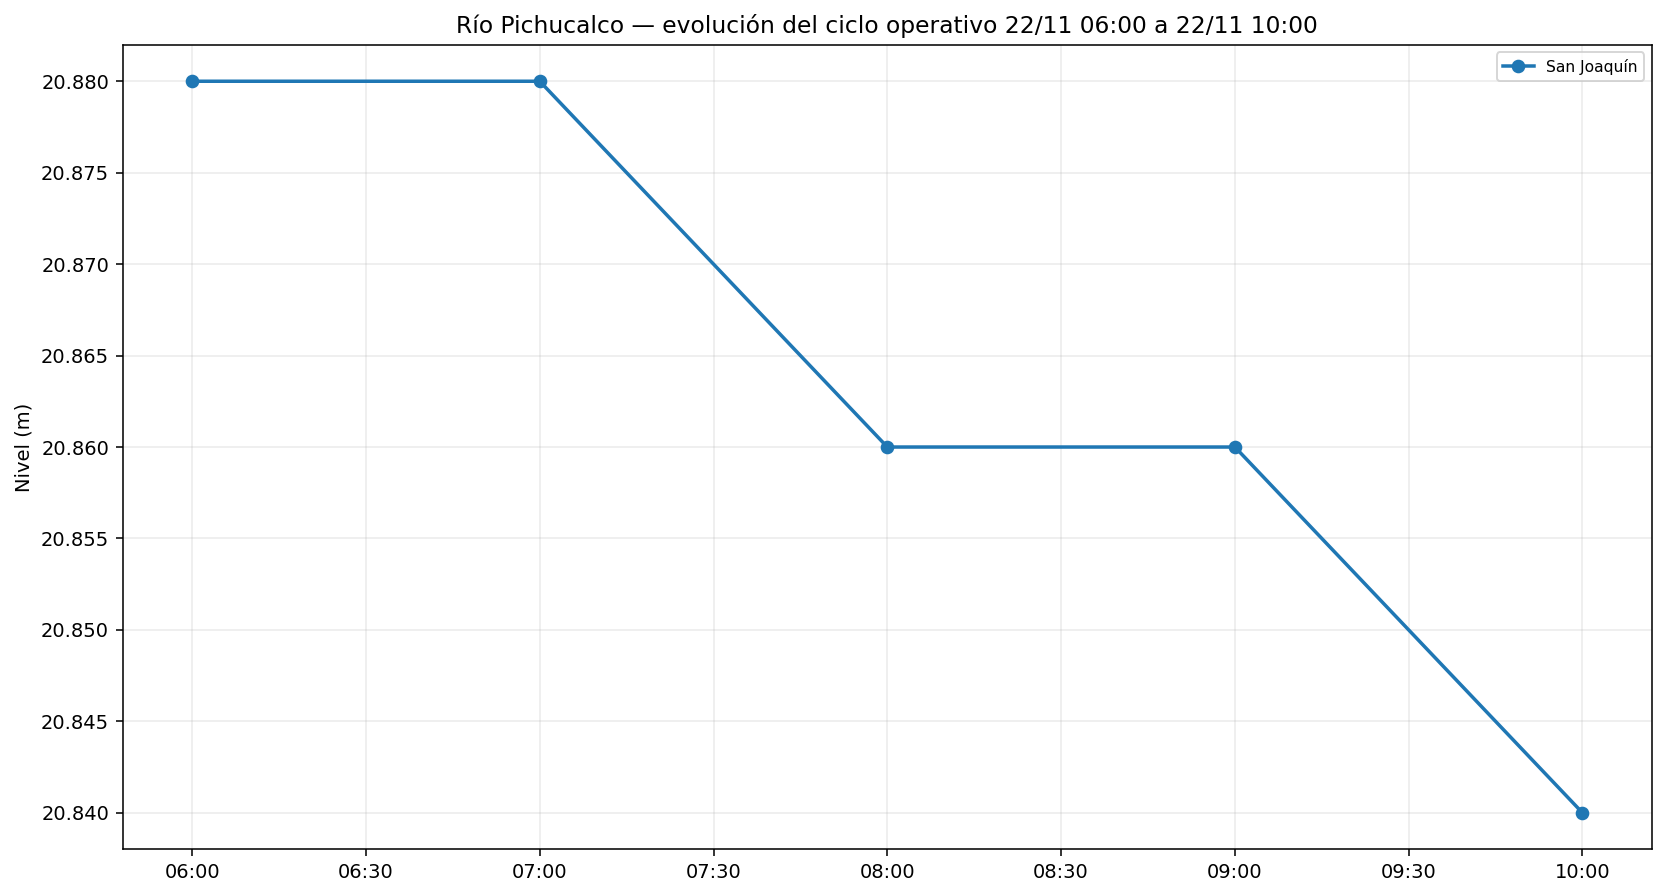 Río Pichucalco — evolución del ciclo operativo 22/11 06:00 a 22/11 10:00
San Joaquín
Nivel (m)
20.880
20.875
20.870
20.865
20.860
20.855
20.850
20.845
20.840
06:00 06:30 07:00 07:30 08:00 08:30 09:00 09:30 10:00